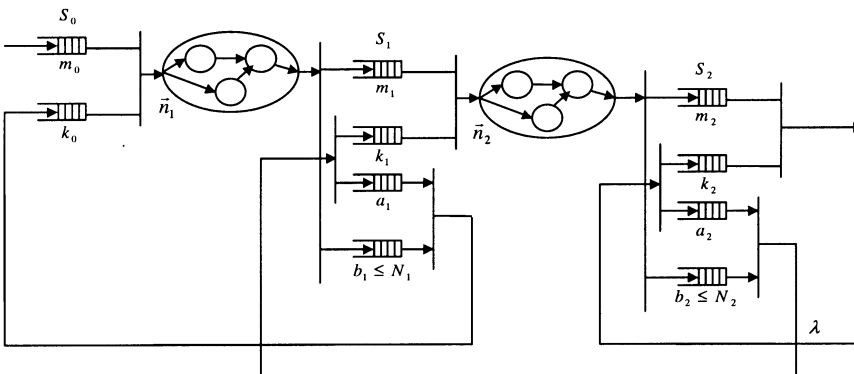 S₀
m₀
k₀
n⃗₁
S₁
m₁
k₁
a₁
b₁ ≤ N₁
n⃗₂
S₂
m₂
k₂
a₂
b₂ ≤ N₂
λ